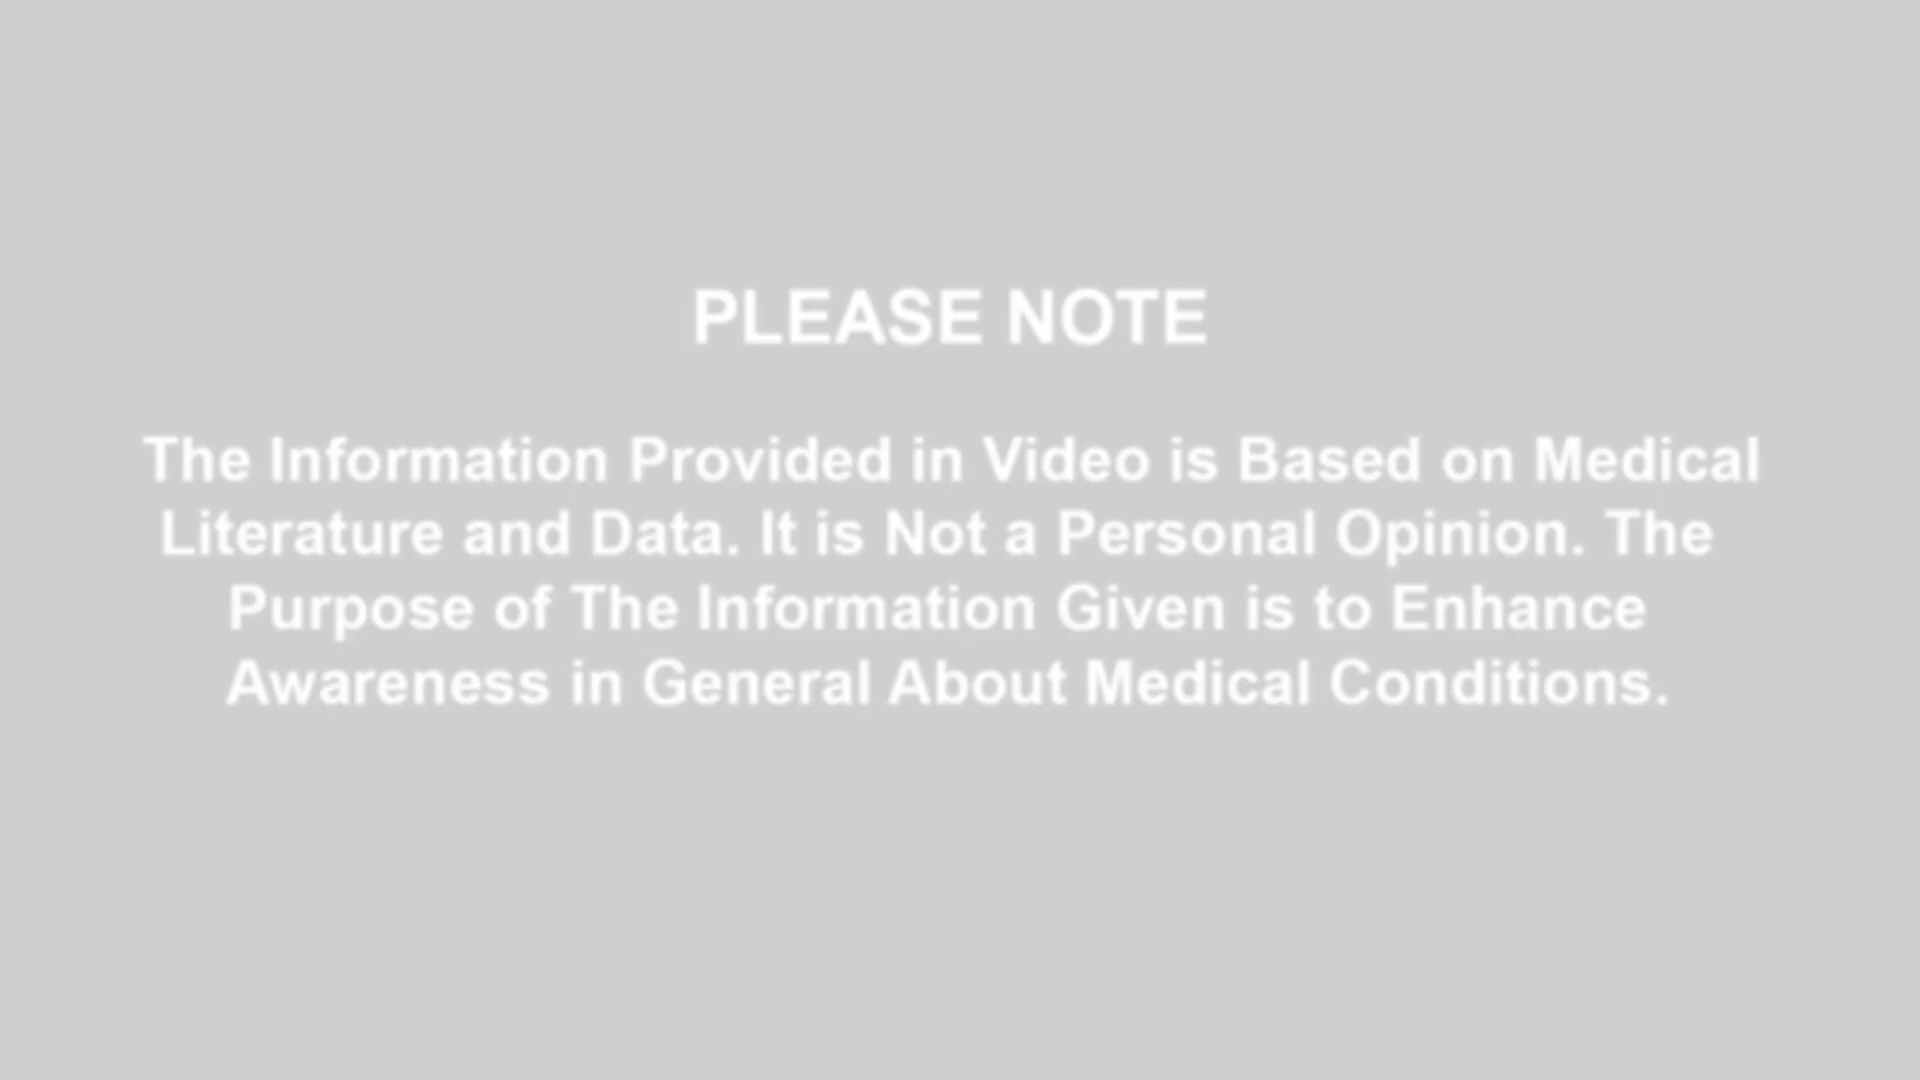 PLEASE NOTE
The Information Provided in Video is Based on Medical
Literature and Data. It is Not a Personal Opinion. The
Purpose of The Information Given is to Enhance
Awareness in General About Medical Conditions.